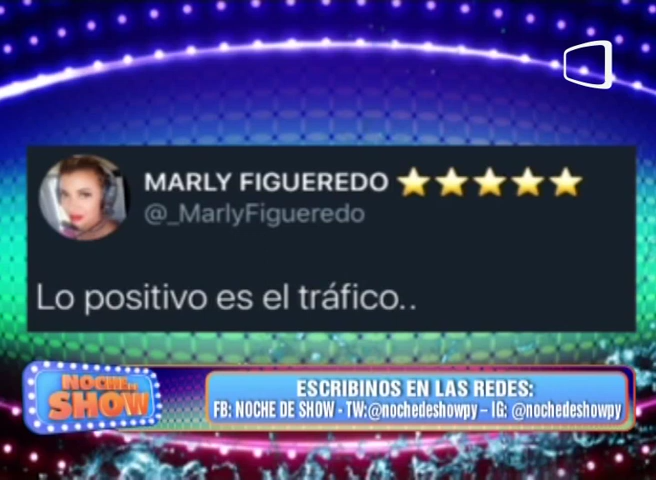 MARLY FIGUEREDO ⭐⭐⭐⭐⭐
@_MarlyFigueredo
Lo positivo es el tráfico..
NOCHE DE
SHOW
ESCRIBINOS EN LAS REDES:
FB: NOCHE DE SHOW - TW:@nochedeshowpy – IG: @nochedeshowpy